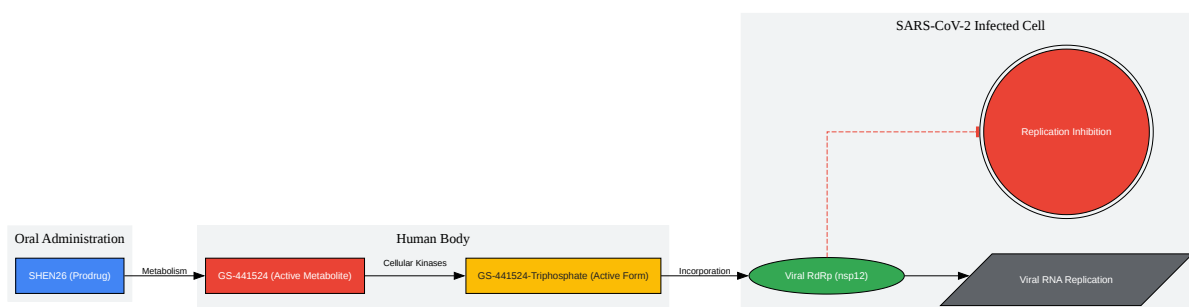 SARS-CoV-2 Infected Cell
Replication Inhibition
Oral Administration
Human Body
SHEN26 (Prodrug)
Metabolism
GS-441524 (Active Metabolite)
Cellular Kinases
GS-441524-Triphosphate (Active Form)
Incorporation
Viral RdRp (nsp12)
Viral RNA Replication